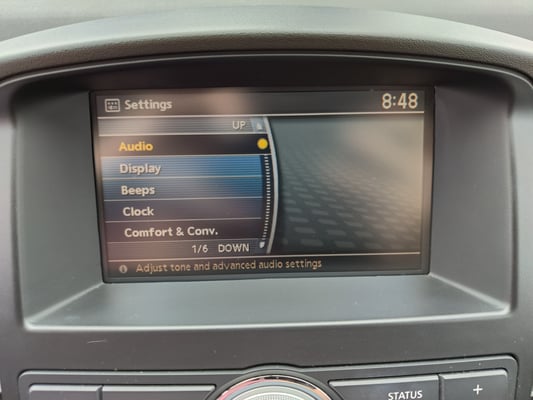 Settings 8:48
UP
Audio
Display
Beeps
Clock
Comfort & Conv.
1/6 DOWN
Adjust tone and advanced audio settings
STATUS +